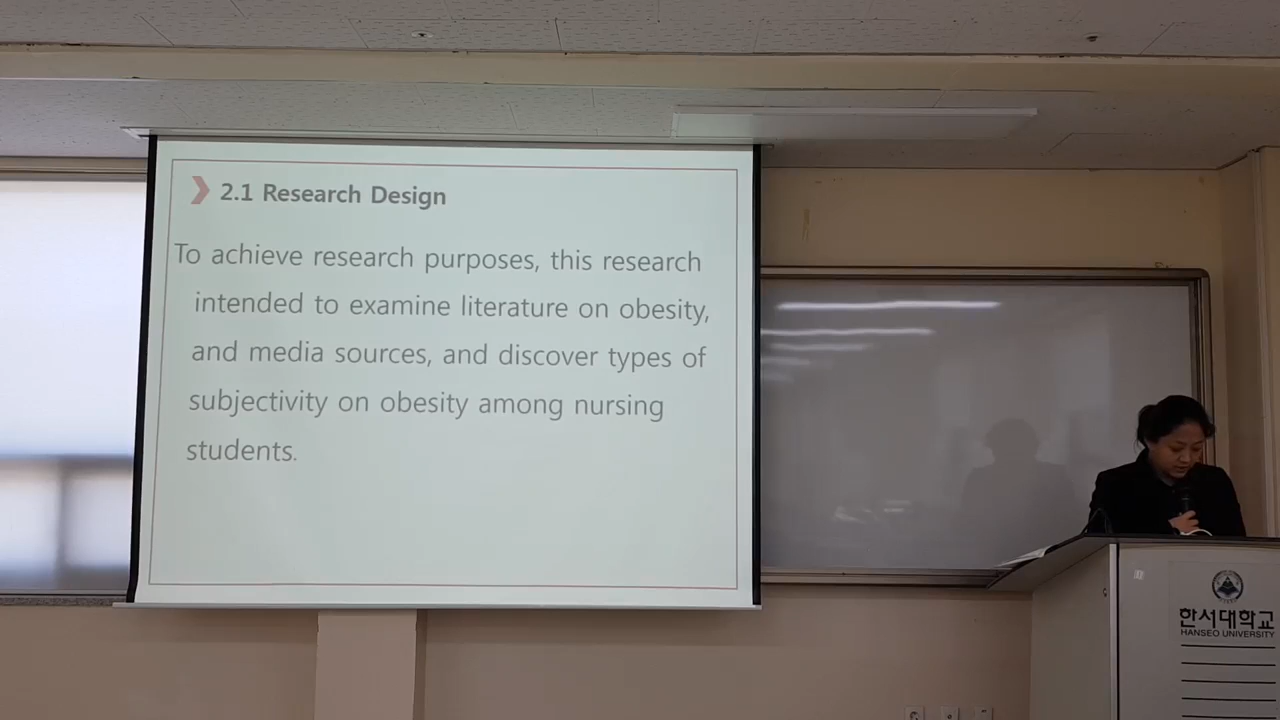 2.1 Research Design
To achieve research purposes, this research
intended to examine literature on obesity,
and media sources, and discover types of
subjectivity on obesity among nursing
students.
한서대학교
HANSEO UNIVERSITY